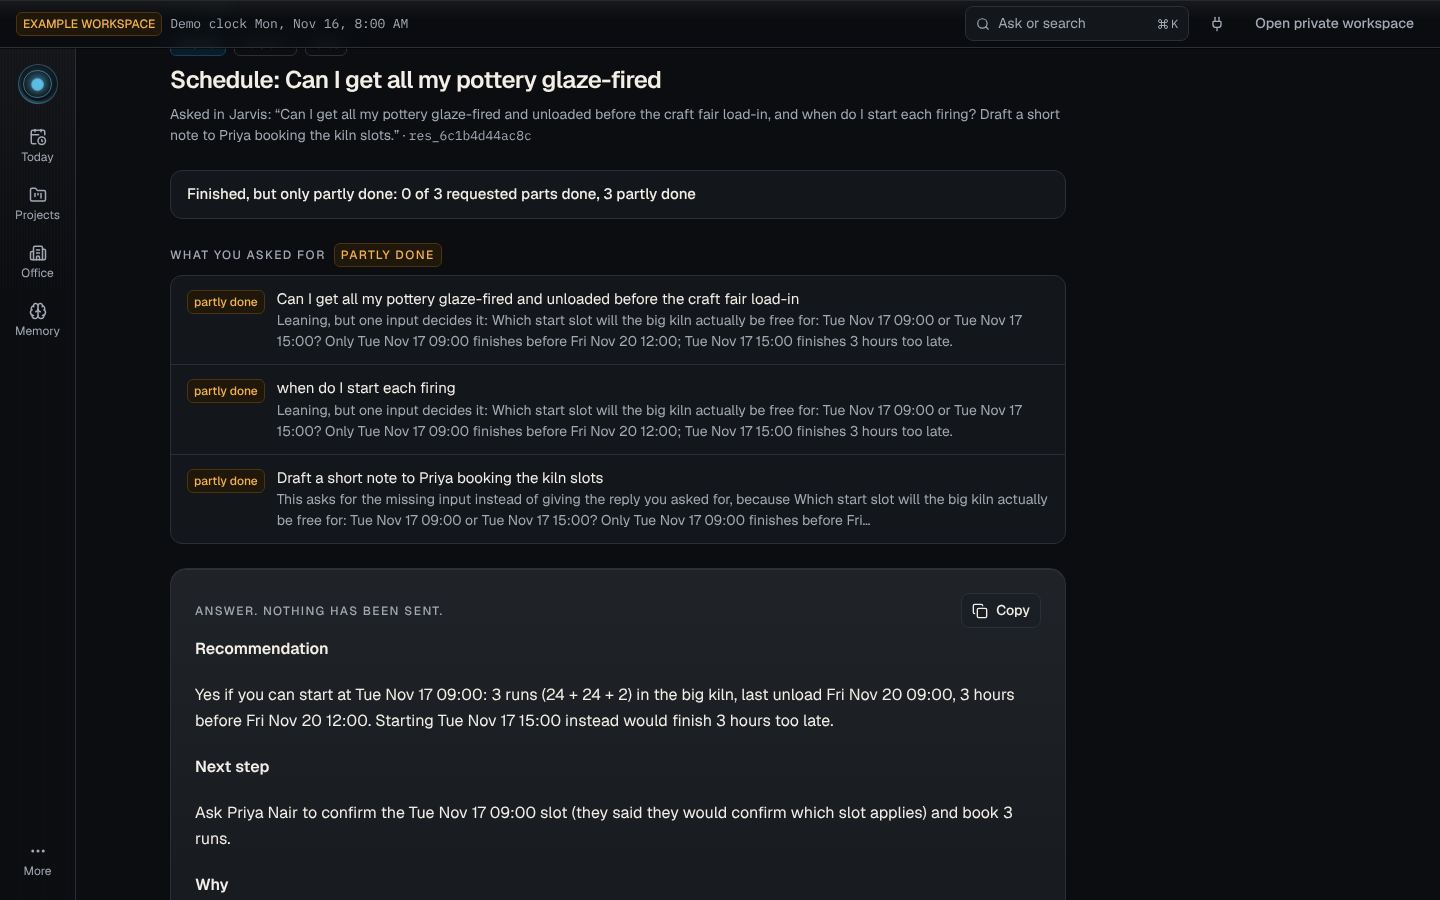 EXAMPLE WORKSPACE Demo clock Mon, Nov 16, 8:00 AM
Ask or search ⌘K
Open private workspace
Today
Projects
Office
Memory
More
Schedule: Can I get all my pottery glaze-fired
Asked in Jarvis: “Can I get all my pottery glaze-fired and unloaded before the craft fair load-in, and when do I start each firing? Draft a short
note to Priya booking the kiln slots.” · res_6c1b4d44ac8c
Finished, but only partly done: 0 of 3 requested parts done, 3 partly done
WHAT YOU ASKED FOR PARTLY DONE
partly done Can I get all my pottery glaze-fired and unloaded before the craft fair load-in
Leaning, but one input decides it: Which start slot will the big kiln actually be free for: Tue Nov 17 09:00 or Tue Nov 17
15:00? Only Tue Nov 17 09:00 finishes before Fri Nov 20 12:00; Tue Nov 17 15:00 finishes 3 hours too late.
partly done when do I start each firing
Leaning, but one input decides it: Which start slot will the big kiln actually be free for: Tue Nov 17 09:00 or Tue Nov 17
15:00? Only Tue Nov 17 09:00 finishes before Fri Nov 20 12:00; Tue Nov 17 15:00 finishes 3 hours too late.
partly done Draft a short note to Priya booking the kiln slots
This asks for the missing input instead of giving the reply you asked for, because Which start slot will the big kiln actually
be free for: Tue Nov 17 09:00 or Tue Nov 17 15:00? Only Tue Nov 17 09:00 finishes before Fri…
ANSWER. NOTHING HAS BEEN SENT.
Copy
Recommendation
Yes if you can start at Tue Nov 17 09:00: 3 runs (24 + 24 + 2) in the big kiln, last unload Fri Nov 20 09:00, 3 hours
before Fri Nov 20 12:00. Starting Tue Nov 17 15:00 instead would finish 3 hours too late.
Next step
Ask Priya Nair to confirm the Tue Nov 17 09:00 slot (they said they would confirm which slot applies) and book 3
runs.
Why